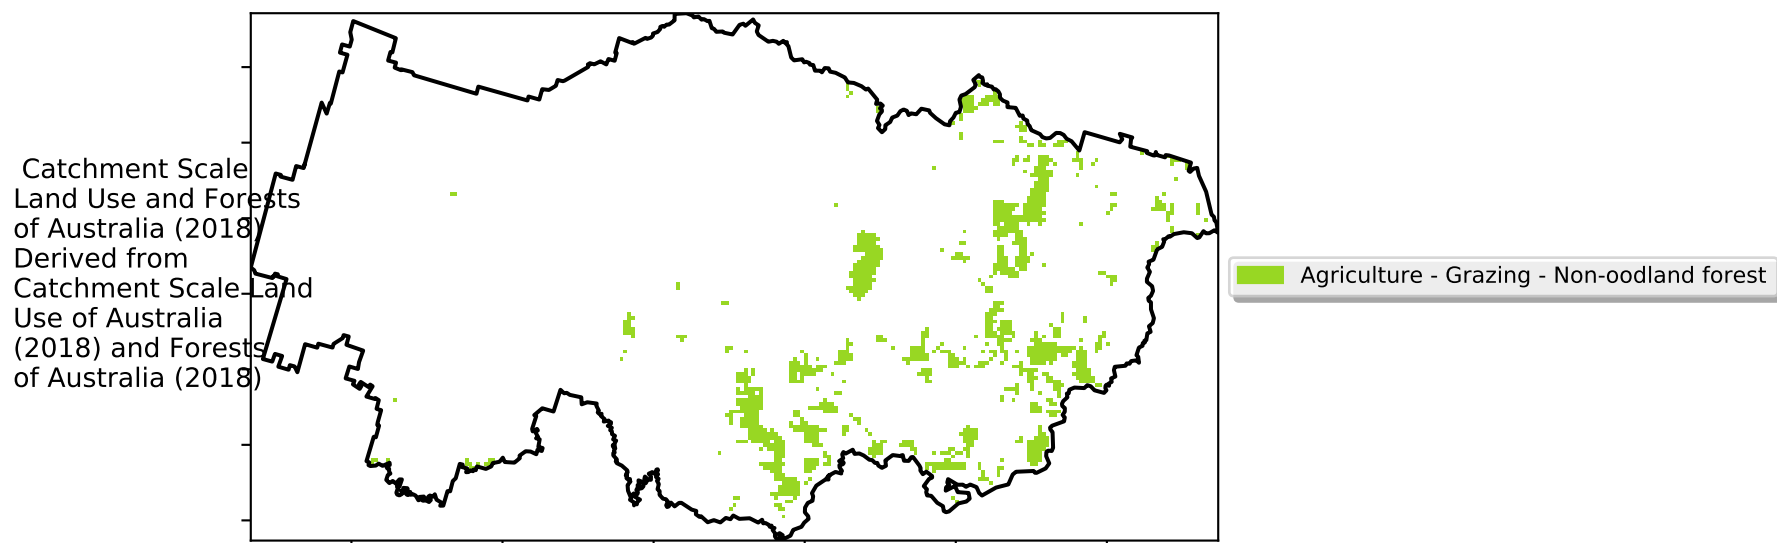 Catchment Scale
Land Use and Forests
of Australia (2018)
Derived from
Catchment Scale Land
Use of Australia
(2018) and Forests
of Australia (2018)
Agriculture - Grazing - Non-oodland forest